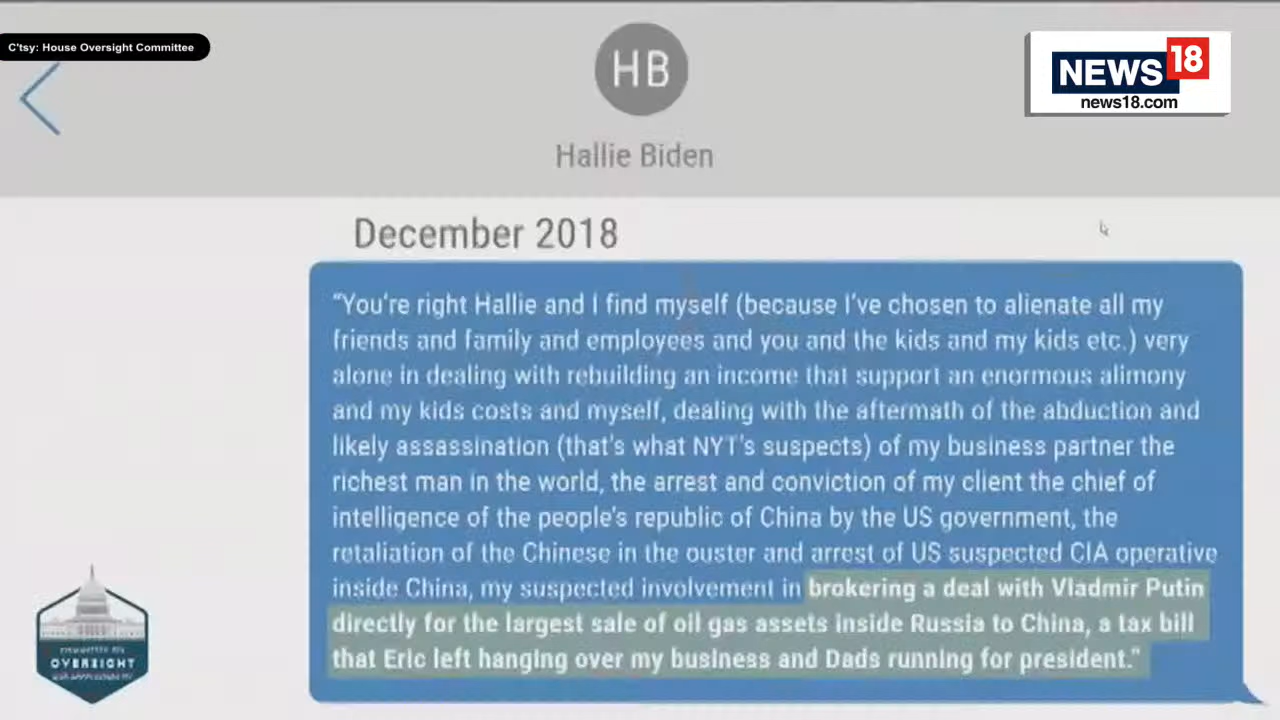 C'tsy: House Oversight Committee
HB
NEWS 18
news18.com
Hallie Biden
December 2018
“You're right Hallie and I find myself (because I've chosen to alienate all my
friends and family and employees and you and the kids and my kids etc.) very
alone in dealing with rebuilding an income that support an enormous alimony
and my kids costs and myself, dealing with the aftermath of the abduction and
likely assassination (that's what NYT's suspects) of my business partner the
richest man in the world, the arrest and conviction of my client the chief of
intelligence of the people's republic of China by the US government, the
retaliation of the Chinese in the ouster and arrest of US suspected CIA operative
inside China, my suspected involvement in brokering a deal with Vladmir Putin
directly for the largest sale of oil gas assets inside Russia to China, a tax bill
that Eric left hanging over my business and Dads running for president.”
OVERSIGHT